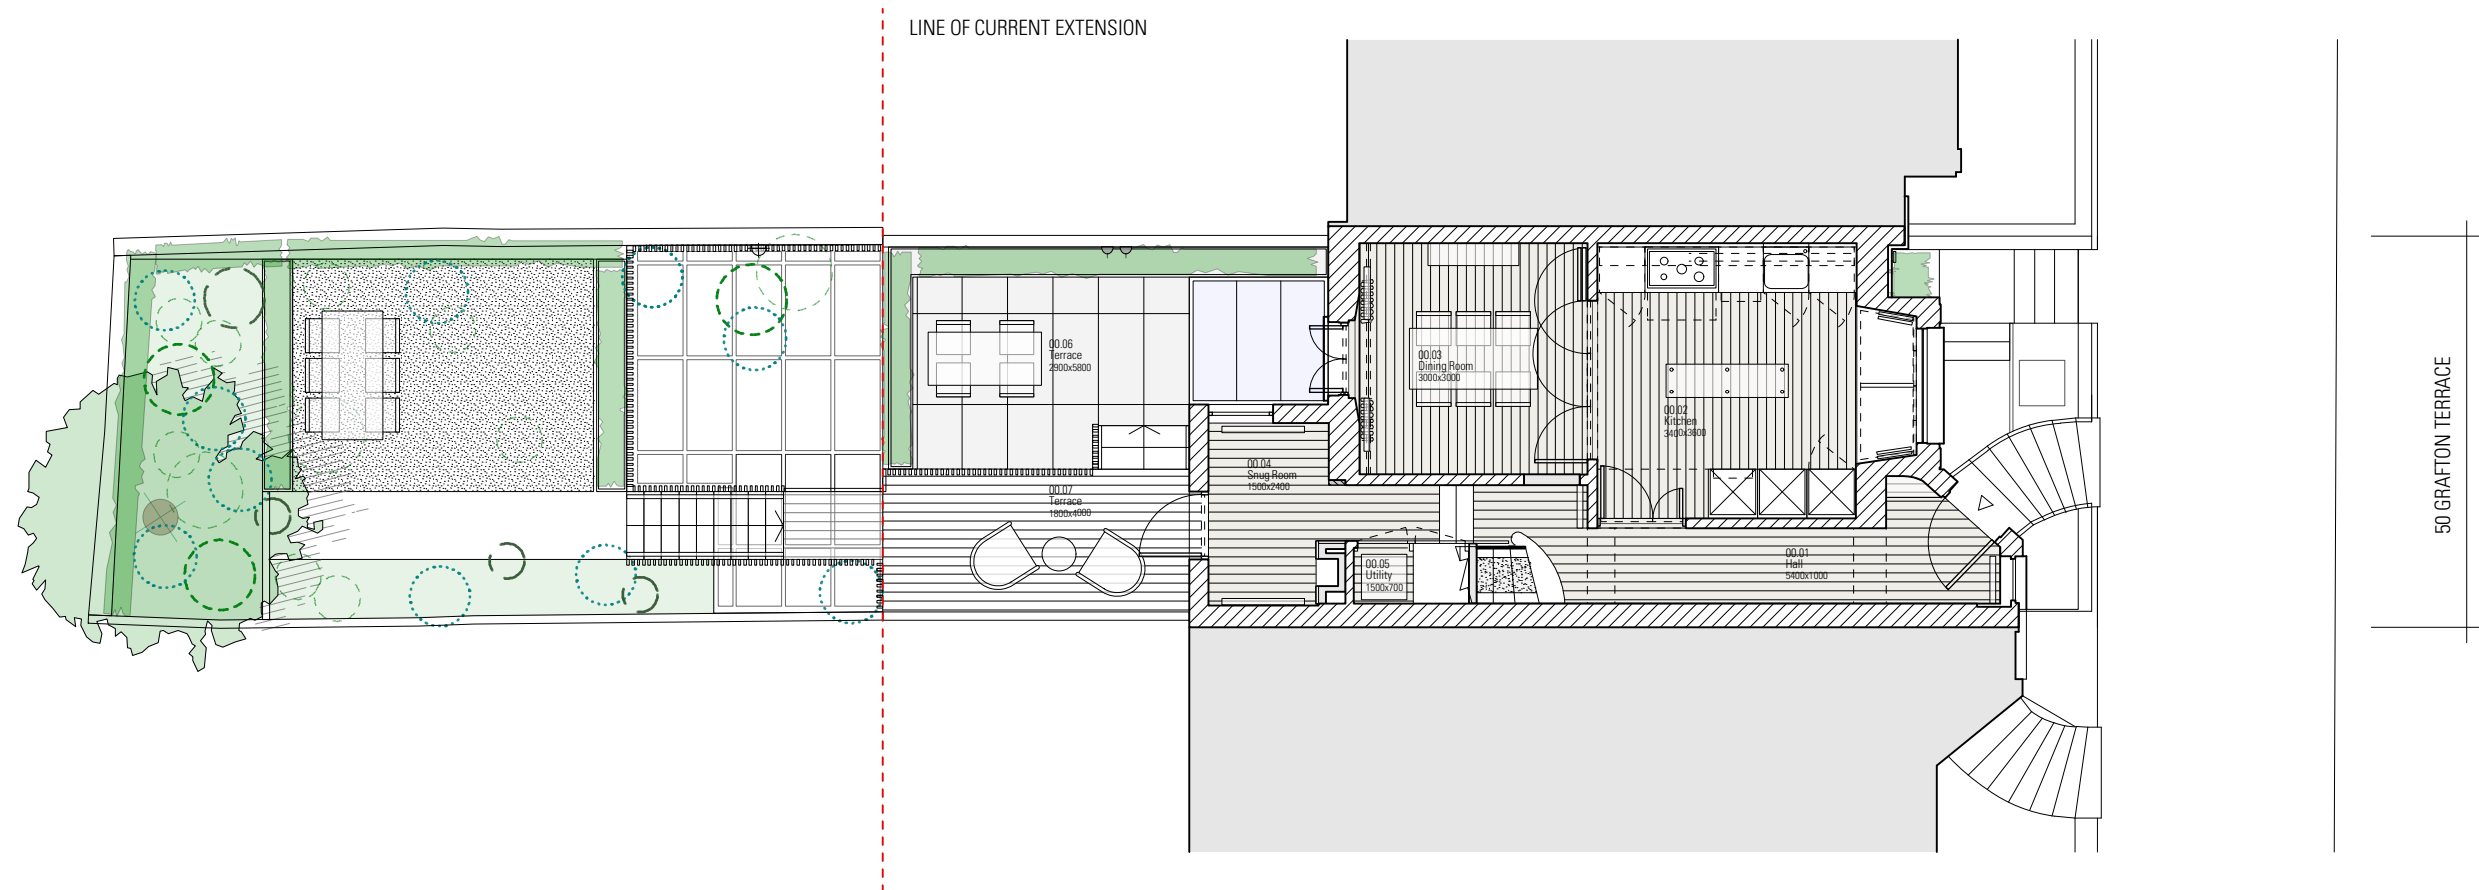 LINE OF CURRENT EXTENSION
00.06
Terrace
2900x5800
00.03
Dining Room
3000x3000
00.02
Kitchen
3400x3600
00.04
Snug Room
1500x2400
00.07
Terrace
1800x4000
00.05
Utility
1500x700
00.01
Hall
5400x1000
50 GRAFTON TERRACE